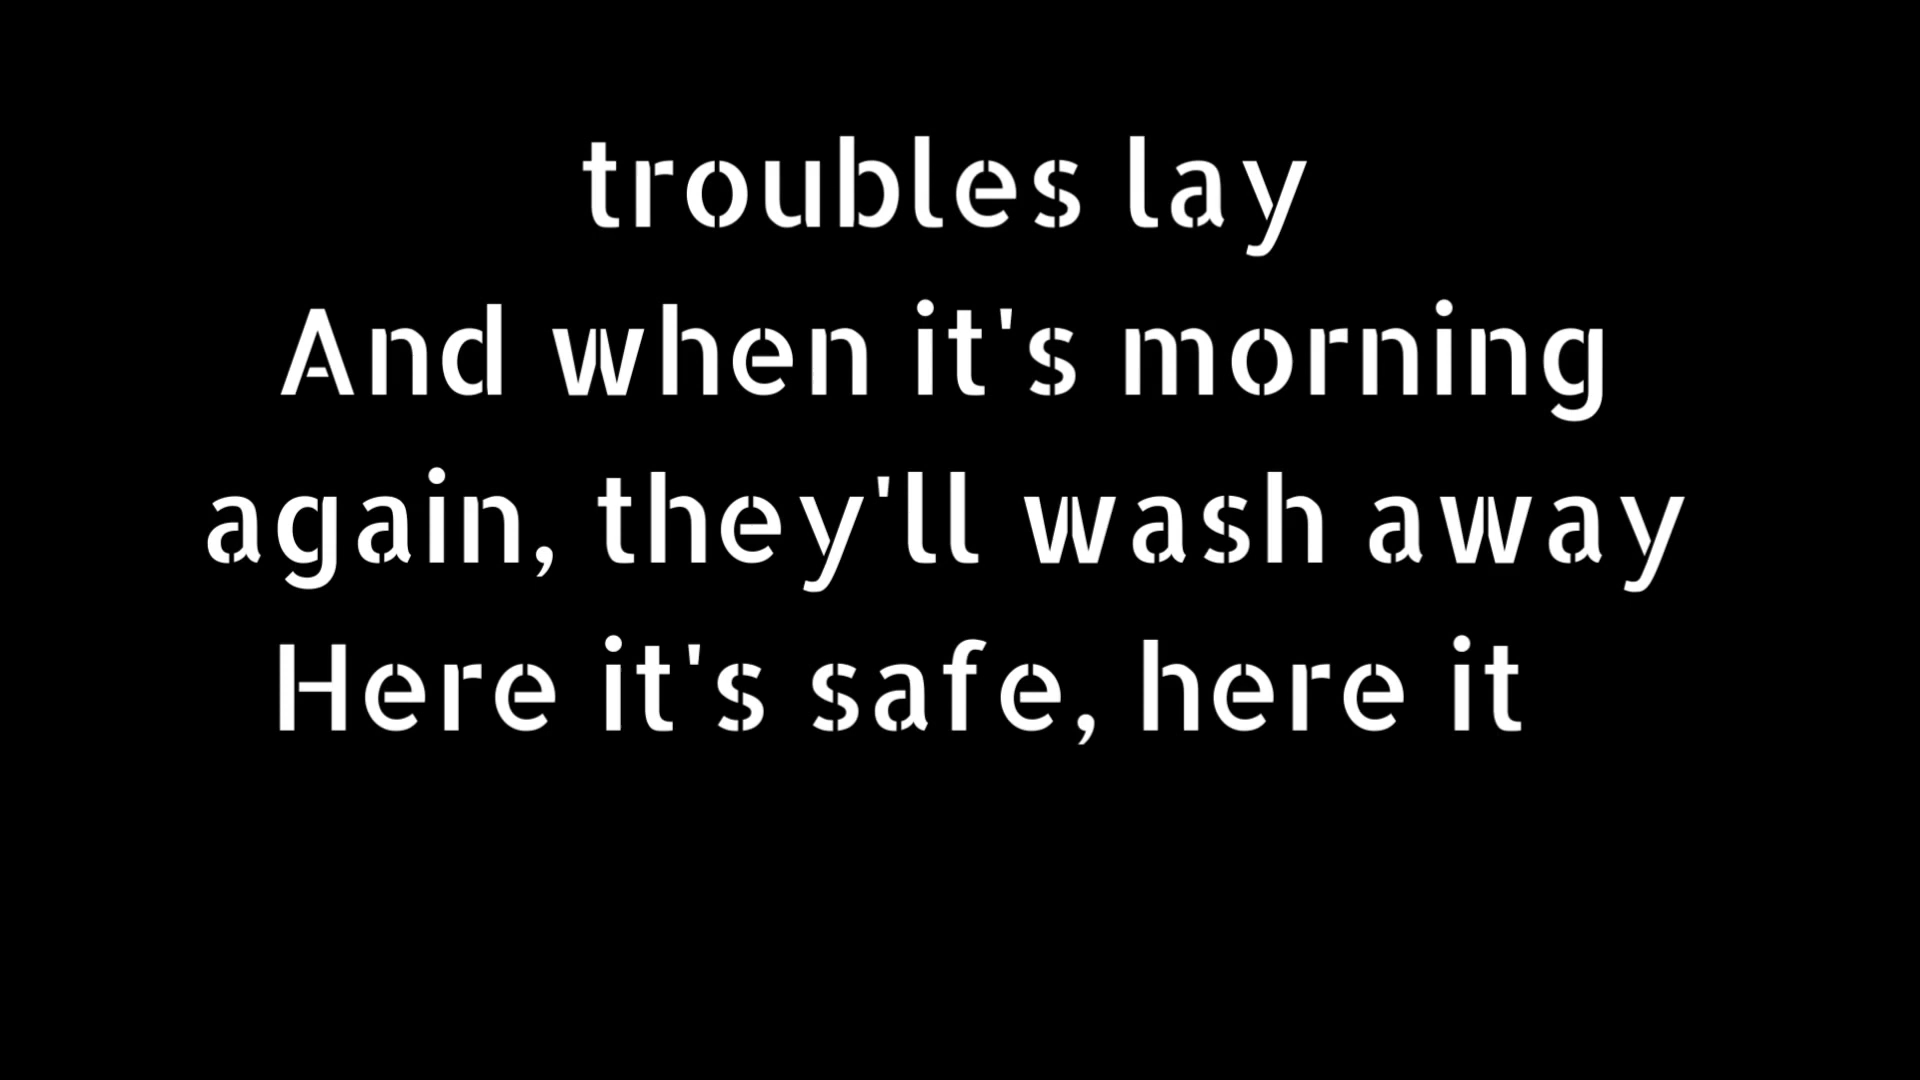 troubles lay
And when it's morning
again, they'll wash away
Here it's safe, here it